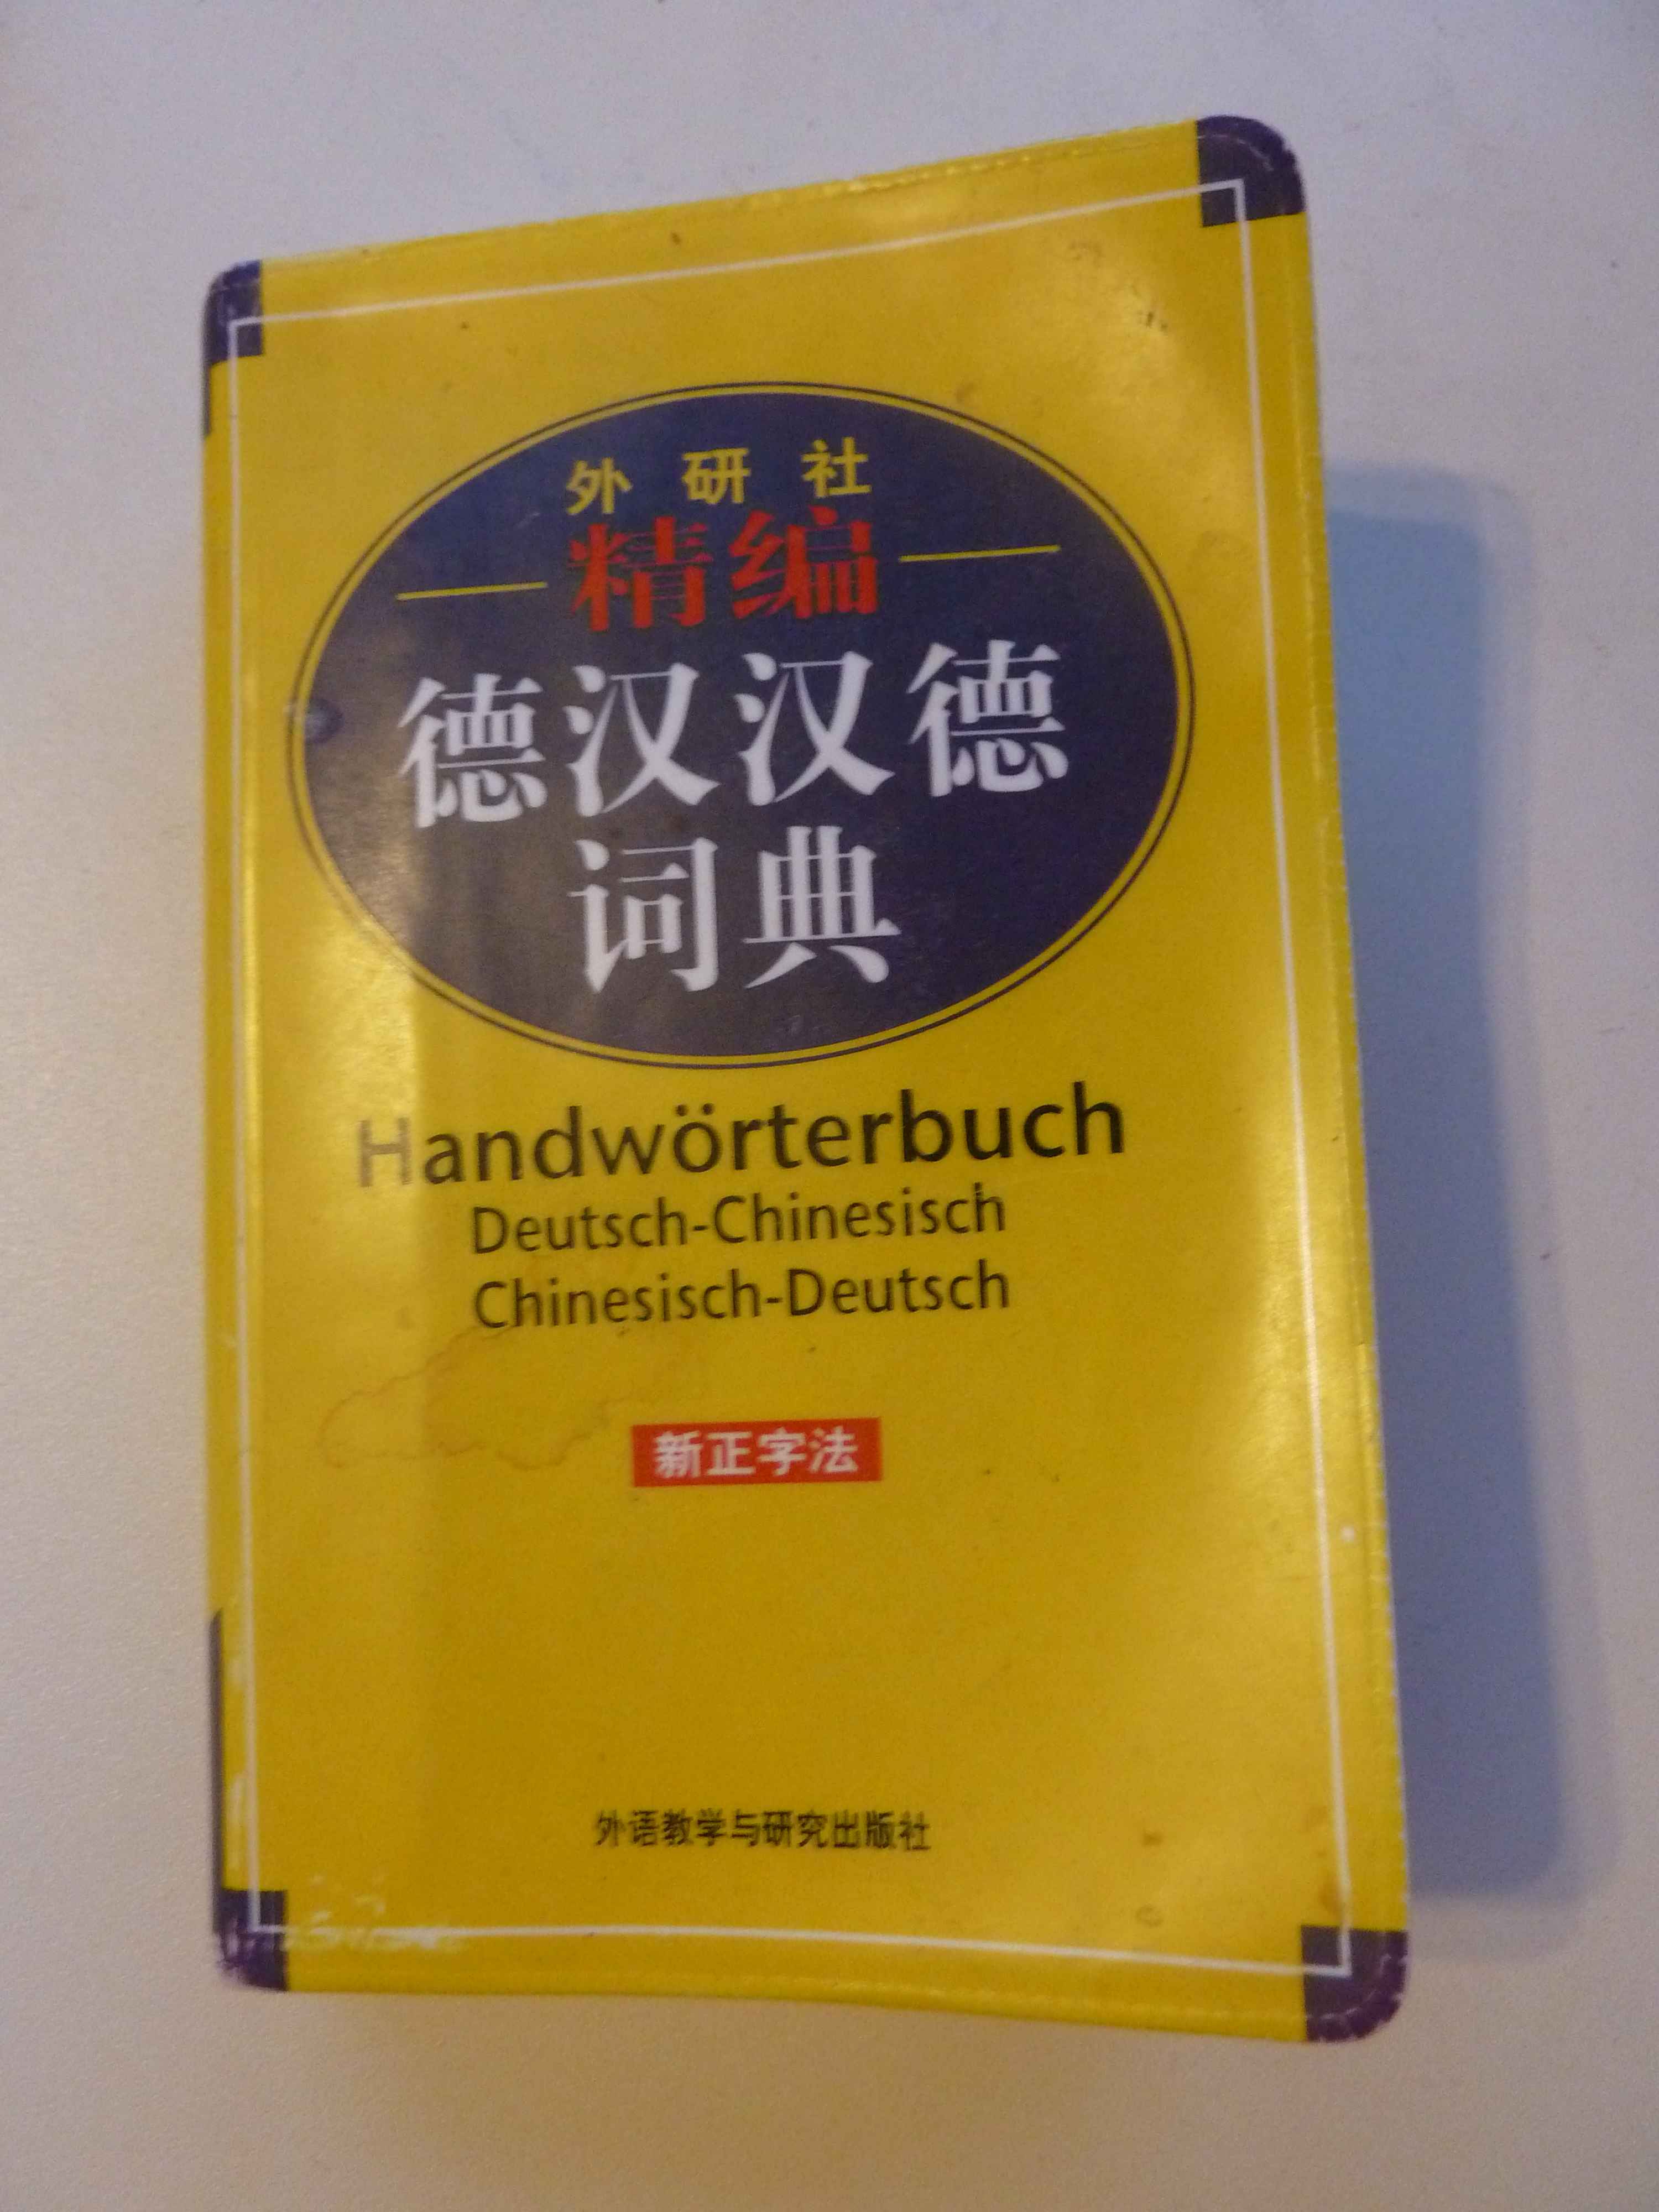 外研社
精编
德汉汉德
词典
Handwörterbuch
Deutsch-Chinesisch
Chinesisch-Deutsch
新正字法
外语教学与研究出版社